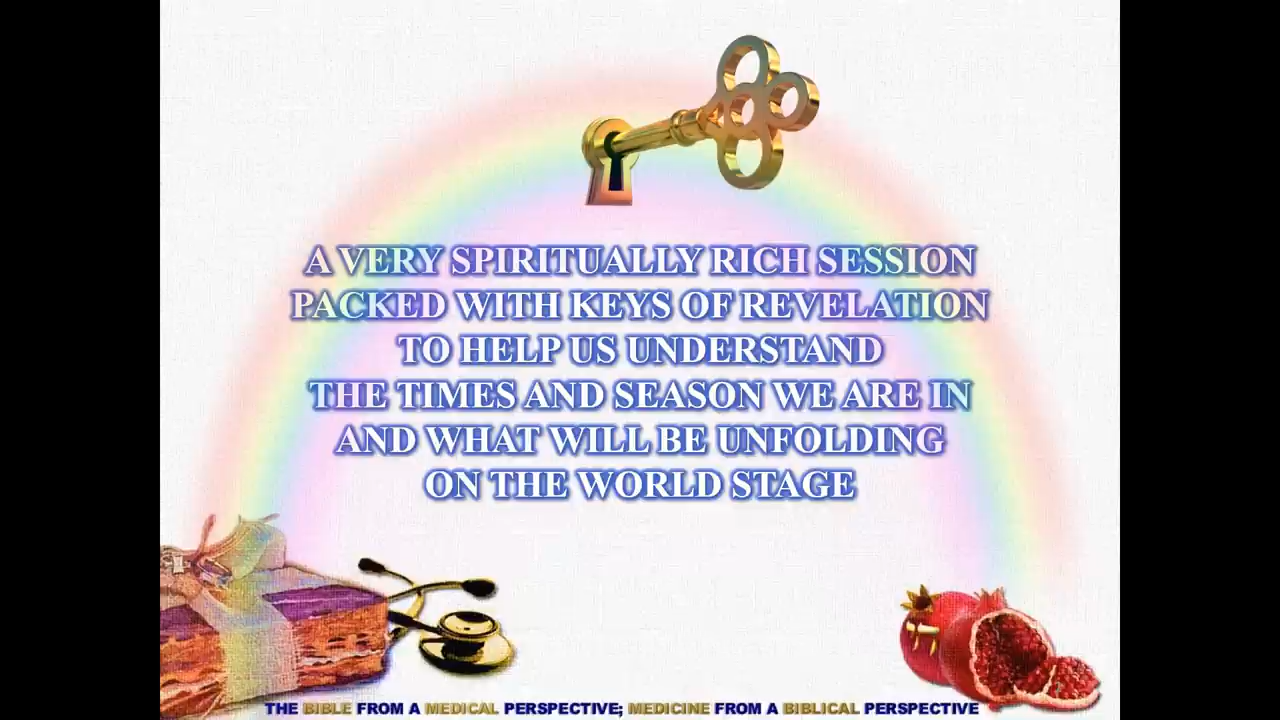 A VERY SPIRITUALLY RICH SESSION
PACKED WITH KEYS OF REVELATION
TO HELP US UNDERSTAND
THE TIMES AND SEASON WE ARE IN
AND WHAT WILL BE UNFOLDING
ON THE WORLD STAGE
THE BIBLE FROM A MEDICAL PERSPECTIVE; MEDICINE FROM A BIBLICAL PERSPECTIVE